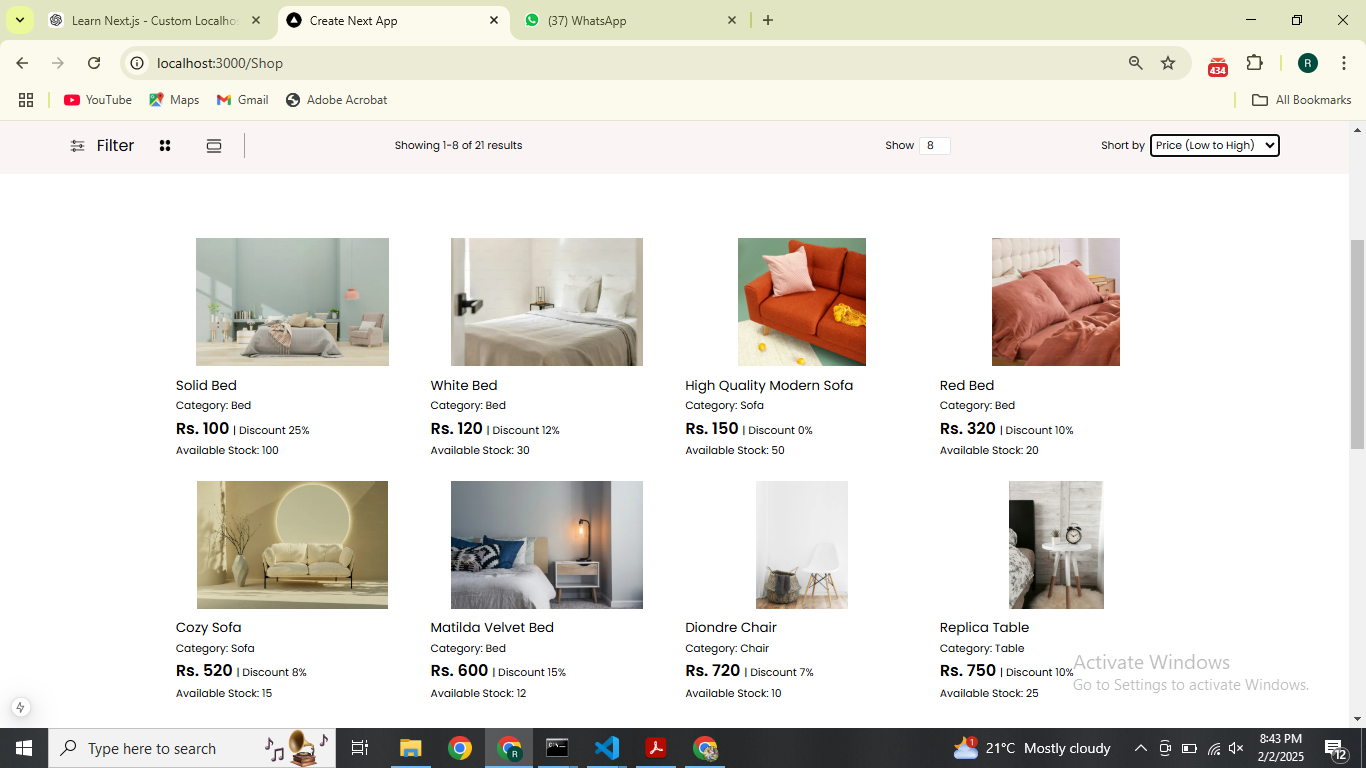 Learn Next.js - Custom Localho
Create Next App
(37) WhatsApp
localhost:3000/Shop
434
R
YouTube
Maps
Gmail
Adobe Acrobat
All Bookmarks
Filter
Showing 1-8 of 21 results
Show 8
Short by Price (Low to High)
Solid Bed
Category: Bed
Rs. 100 | Discount 25%
Available Stock: 100
White Bed
Category: Bed
Rs. 120 | Discount 12%
Available Stock: 30
High Quality Modern Sofa
Category: Sofa
Rs. 150 | Discount 0%
Available Stock: 50
Red Bed
Category: Bed
Rs. 320 | Discount 10%
Available Stock: 20
Cozy Sofa
Category: Sofa
Rs. 520 | Discount 8%
Available Stock: 15
Matilda Velvet Bed
Category: Bed
Rs. 600 | Discount 15%
Available Stock: 12
Diondre Chair
Category: Chair
Rs. 720 | Discount 7%
Available Stock: 10
Replica Table
Category: Table
Rs. 750 | Discount 10%
Available Stock: 25
Activate Windows
Go to Settings to activate Windows.
Type here to search
R
1
21°C Mostly cloudy
8:43 PM
2/2/2025
12